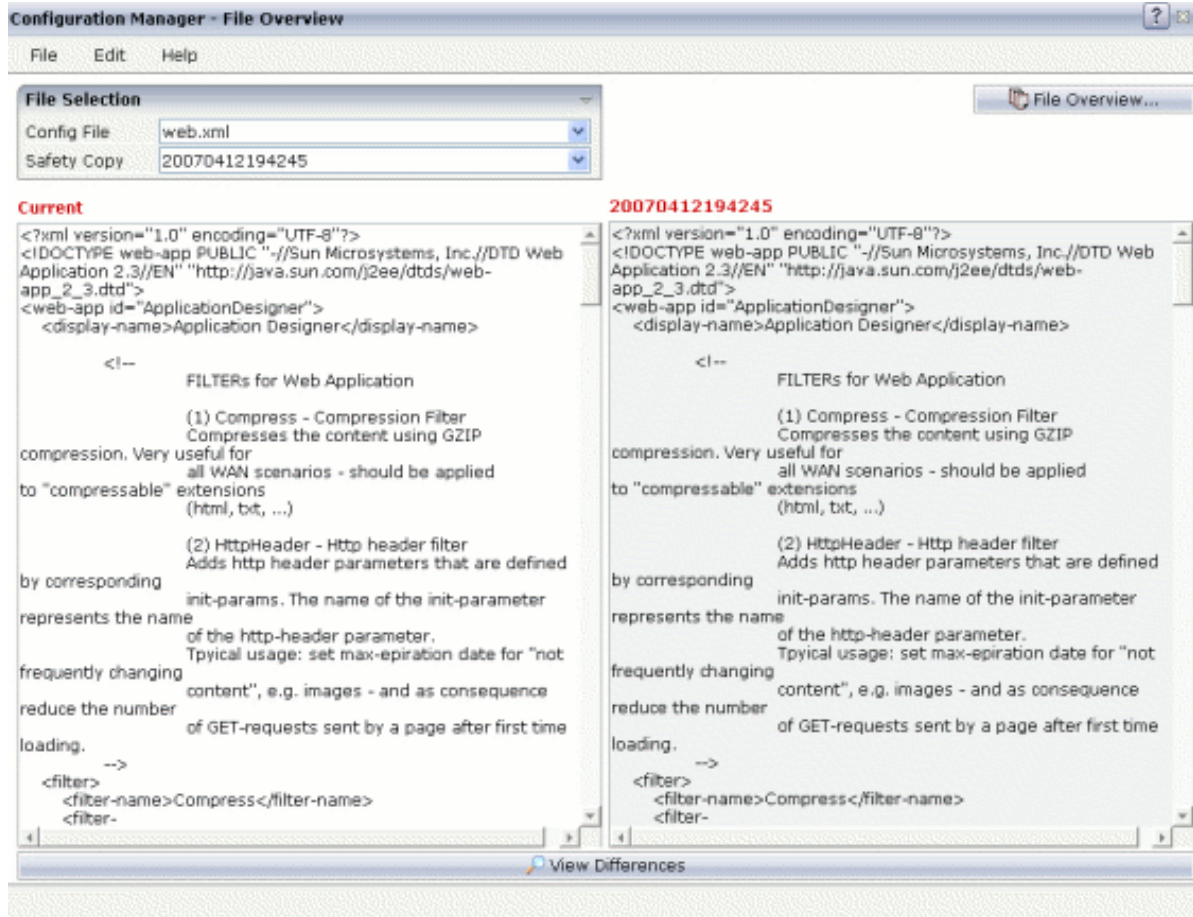 Configuration Manager - File Overview
?
File Edit Help
File Selection
File Overview...
Config File web.xml
Safety Copy 20070412194245
Current
<?xml version="1.0" encoding="UTF-8"?>
<!DOCTYPE web-app PUBLIC "-//Sun Microsystems, Inc.//DTD Web
Application 2.3//EN" "http://java.sun.com/j2ee/dtds/web-
app_2_3.dtd">
<web-app id="ApplicationDesigner">
<display-name>Application Designer</display-name>
<!--
FILTERs for Web Application
(1) Compress - Compression Filter
Compresses the content using GZIP
compression. Very useful for
all WAN scenarios - should be applied
to "compressable" extensions
(html, txt, ...)
(2) HttpHeader - Http header filter
Adds http header parameters that are defined
by corresponding
init-params. The name of the init-parameter
represents the name
of the http-header parameter.
Tpyical usage: set max-epiration date for "not
frequently changing
content", e.g. images - and as consequence
reduce the number
of GET-requests sent by a page after first time
loading.
-->
<filter>
<filter-name>Compress</filter-name>
<filter-
20070412194245
<?xml version="1.0" encoding="UTF-8"?>
<!DOCTYPE web-app PUBLIC "-//Sun Microsystems, Inc.//DTD Web
Application 2.3//EN" "http://java.sun.com/j2ee/dtds/web-
app_2_3.dtd">
<web-app id="ApplicationDesigner">
<display-name>Application Designer</display-name>
<!--
FILTERs for Web Application
(1) Compress - Compression Filter
Compresses the content using GZIP
compression. Very useful for
all WAN scenarios - should be applied
to "compressable" extensions
(html, txt, ...)
(2) HttpHeader - Http header filter
Adds http header parameters that are defined
by corresponding
init-params. The name of the init-parameter
represents the name
of the http-header parameter.
Tpyical usage: set max-epiration date for "not
frequently changing
content", e.g. images - and as consequence
reduce the number
of GET-requests sent by a page after first time
loading.
-->
<filter>
<filter-name>Compress</filter-name>
<filter-
View Differences